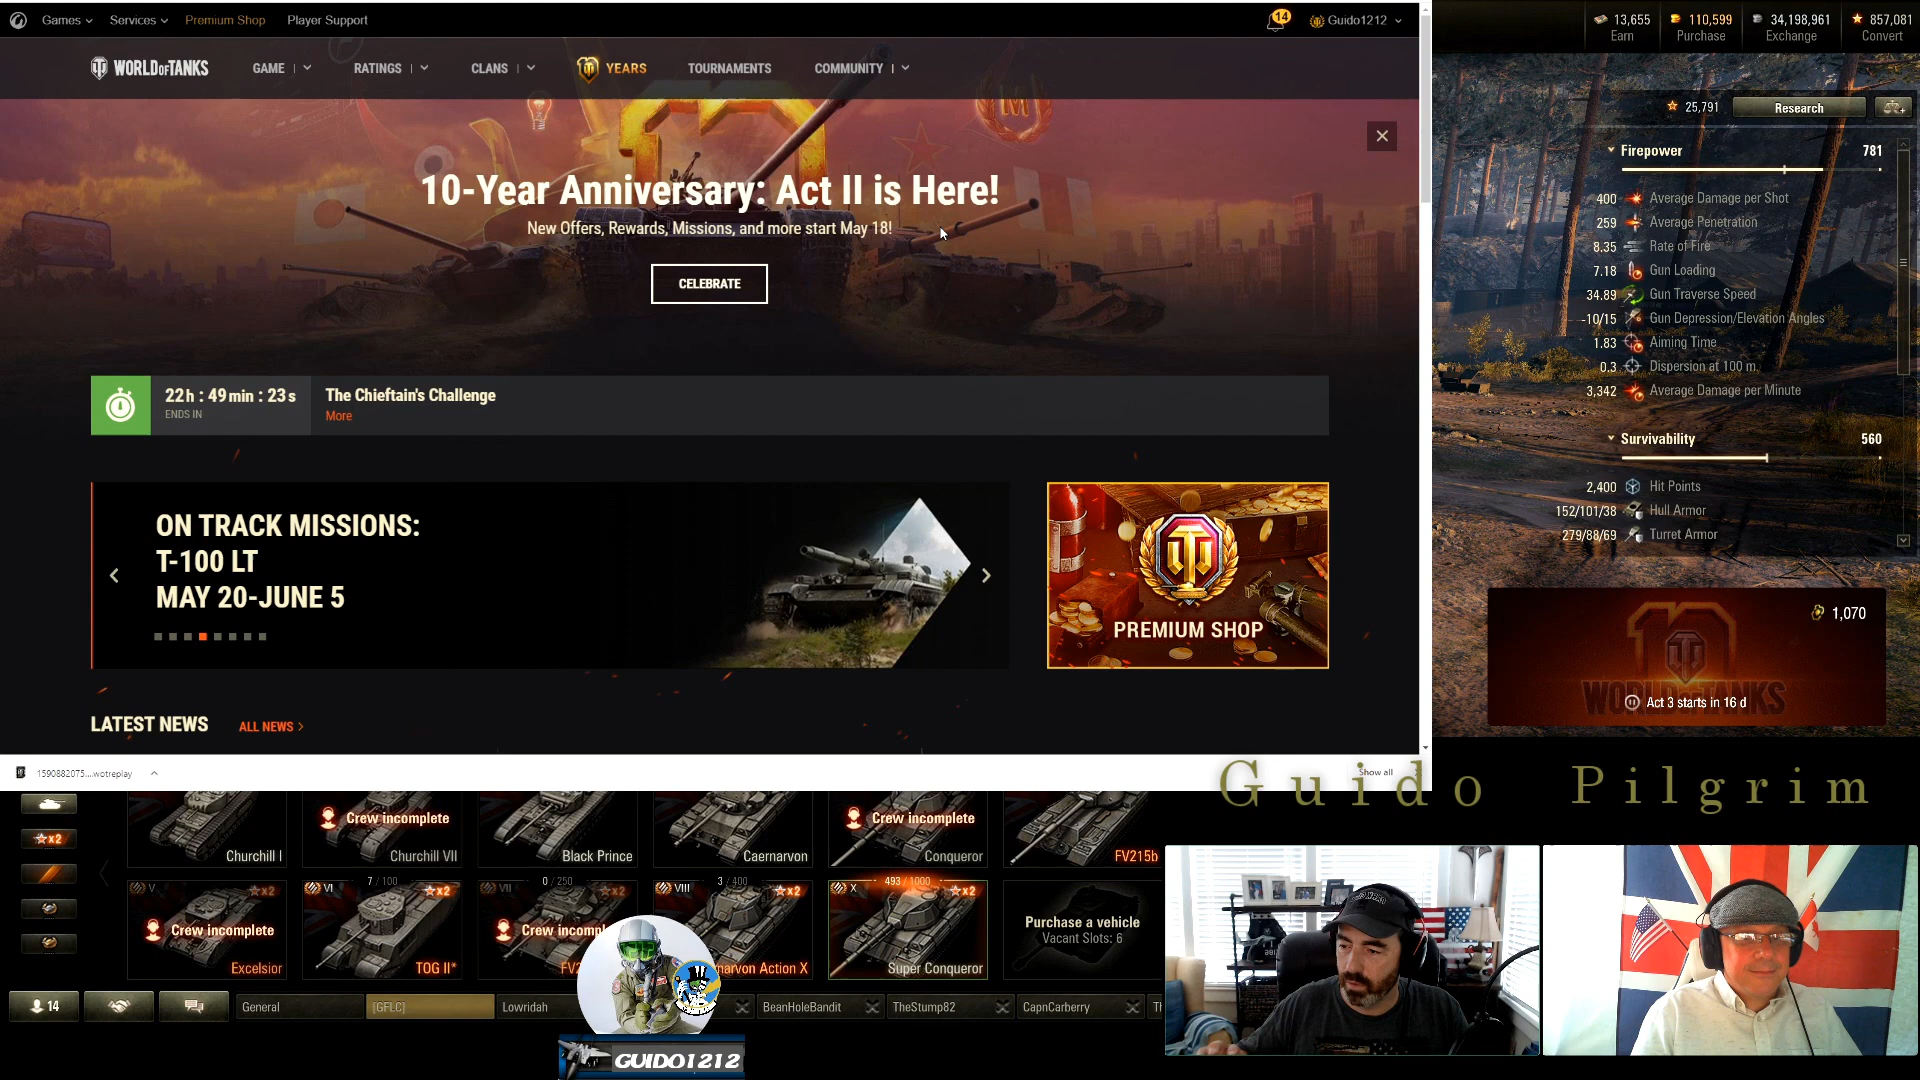 Games
Services
Premium Shop
Player Support
14
Guido1212
WORLD OF TANKS
GAME
RATINGS
CLANS
10 YEARS
TOURNAMENTS
COMMUNITY
10-Year Anniversary: Act II is Here!
New Offers, Rewards, Missions, and more start May 18!
CELEBRATE
22h : 49min : 23s
ENDS IN
The Chieftain's Challenge
More
ON TRACK MISSIONS:
T-100 LT
MAY 20-JUNE 5
PREMIUM SHOP
LATEST NEWS
ALL NEWS >
1590882075....wotreplay
Show all
13,655
Earn
110,599
Purchase
34,198,961
Exchange
857,081
Convert
25,791
Research
Firepower 781
400 Average Damage per Shot
259 Average Penetration
8.35 Rate of Fire
7.18 Gun Loading
34.89 Gun Traverse Speed
-10/15 Gun Depression/Elevation Angles
1.83 Aiming Time
0.3 Dispersion at 100 m
3,342 Average Damage per Minute
Survivability 560
2,400 Hit Points
152/101/38 Hull Armor
279/88/69 Turret Armor
1,070
WORLD OF TANKS
Act 3 starts in 16 d
Guido Pilgrim
x2
Churchill I
Crew incomplete
Churchill VII
Black Prince
Caernarvon
Crew incomplete
Conqueror
FV215b
V
x2
Crew incomplete
Excelsior
VI
7 / 100
x2
TOG II*
VII
0 / 250
x2
Crew incomp
FV2
VIII
3 / 400
x2
narvon Action X
X
493 / 1000
x2
Super Conqueror
Purchase a vehicle
Vacant Slots: 6
14
General
[GFLC]
Lowridah
BeanHoleBandit
TheStump82
CapnCarberry
Th
GUIDO1212